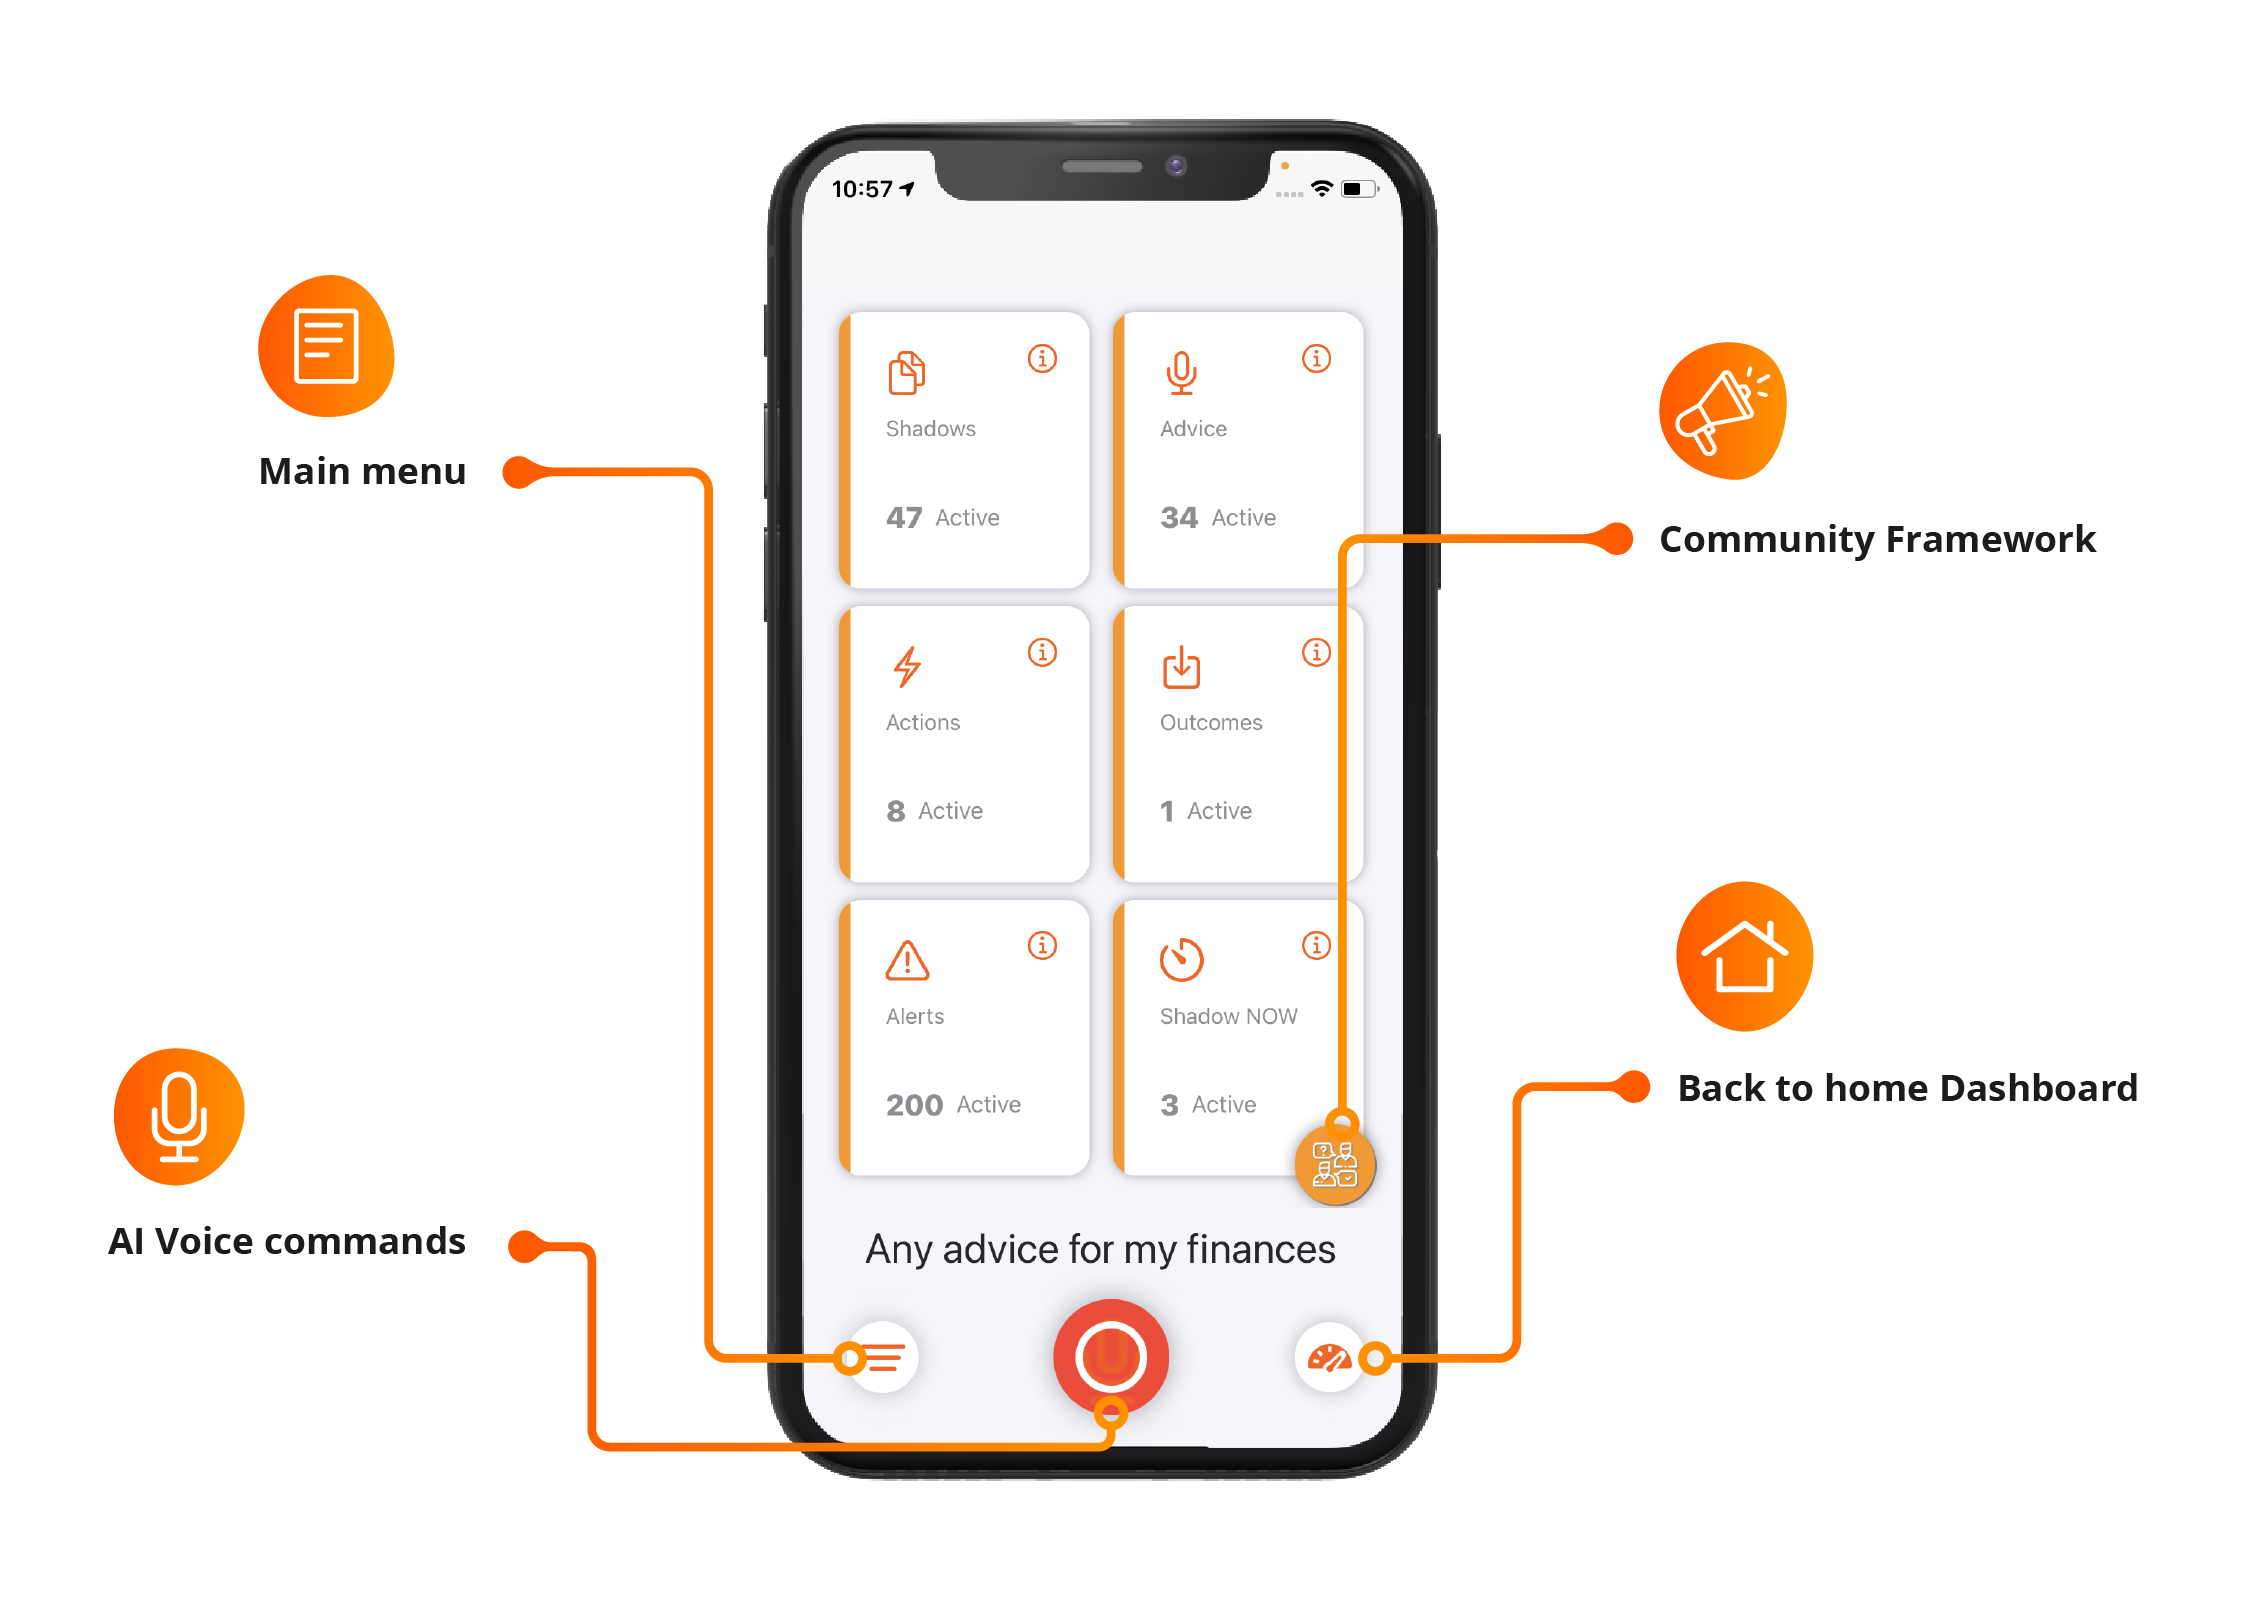 10:57
Main menu
Shadows
47 Active
Advice
34 Active
Community Framework
Actions
8 Active
Outcomes
1 Active
Alerts
200 Active
Shadow NOW
3 Active
Back to home Dashboard
AI Voice commands
Any advice for my finances